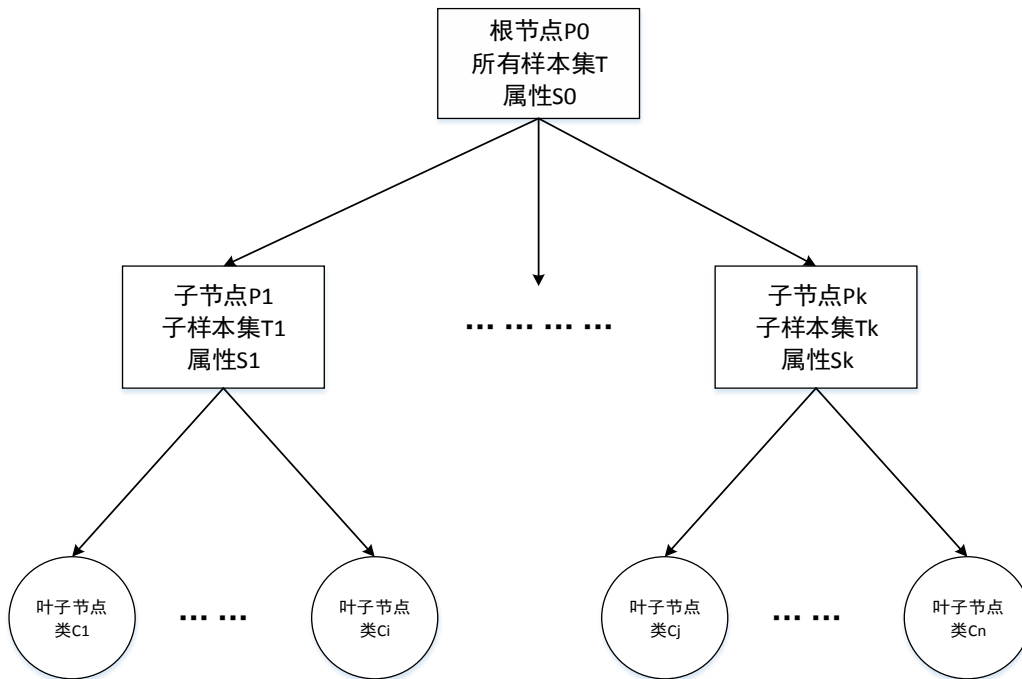 根节点P0
所有样本集T
属性S0
子节点P1
子样本集T1
属性S1
... ... ... ...
子节点Pk
子样本集Tk
属性Sk
叶子节点
类C1
... ...
叶子节点
类Ci
叶子节点
类Cj
... ...
叶子节点
类Cn